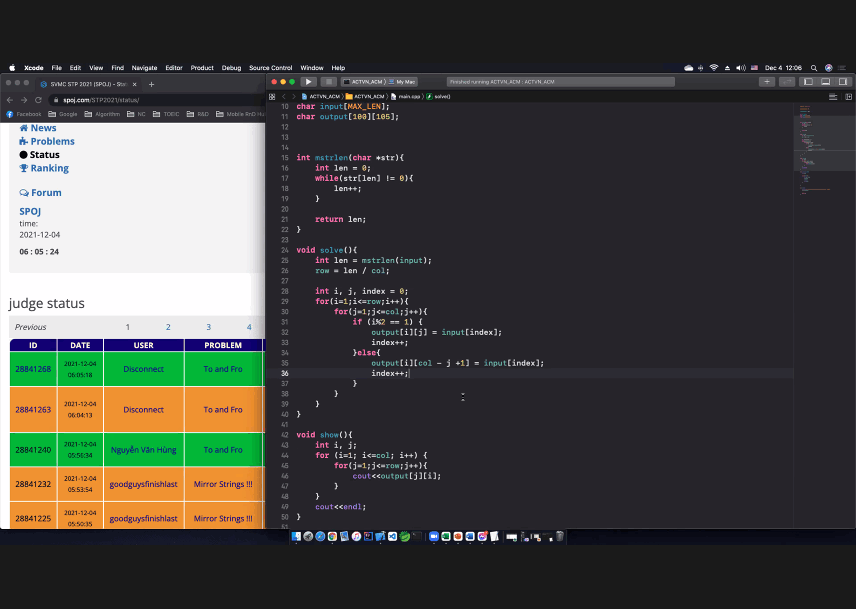 Xcode File Edit View Find Navigate Editor Product Debug Source Control Window Help Dec 4 12:06
SVMC STP 2021 (SPOJ) - Stat
spoj.com/STP2021/status/
Facebook Google Algorithm NC TOEIC R&D Mobile RnD
News
Problems
Status
Ranking
Forum
SPOJ
time:
2021-12-04
06 : 05 : 24
judge status
Previous 1 2 3 4
ID DATE USER PROBLEM
28841268 2021-12-04 06:05:18 Disconnect To and Fro
28841263 2021-12-04 06:04:13 Disconnect To and Fro
28841240 2021-12-04 05:56:34 Nguyễn Văn Hùng To and Fro
28841232 2021-12-04 05:53:54 goodguysfinishlast Mirror Strings !!!
28841225 2021-12-04 05:50:35 goodguysfinishlast Mirror Strings !!!
ACTVN_ACM My Mac Finished running ACTVN_ACM : ACTVN_ACM
ACTVN_ACM ACTVN_ACM main.cpp solve()
10 char input[MAX_LEN];
11 char output[100][105];
12
13
14
15 int mstrlen(char *str){
16 int len = 0;
17 while(str[len] != 0){
18 len++;
19 }
20
21 return len;
22 }
23
24 void solve(){
25 int len = mstrlen(input);
26 row = len / col;
27
28 int i, j, index = 0;
29 for(i=1;i<=row;i++){
30 for(j=1;j<=col;j++){
31 if (i%2 == 1) {
32 output[i][j] = input[index];
33 index++;
34 }else{
35 output[i][col - j +1] = input[index];
36 index++;
37 }
38 }
39 }
40 }
41
42 void show(){
43 int i, j;
44 for (i=1; i<=col; i++) {
45 for(j=1;j<=row;j++){
46 cout<<output[j][i];
47 }
48 }
49 cout<<endl;
50 }
51